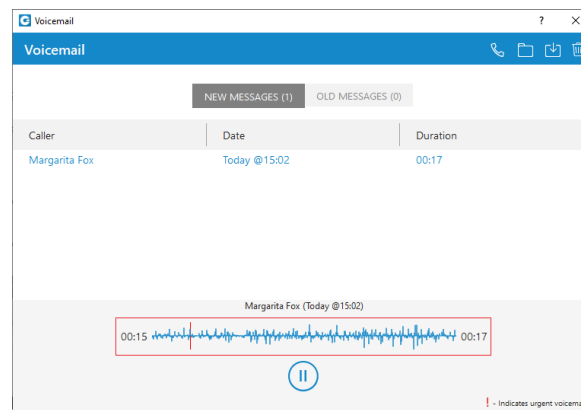 Voicemail
Voicemail
NEW MESSAGES (1) OLD MESSAGES (0)
Caller Date Duration
Margarita Fox Today @15:02 00:17
Margarita Fox (Today @15:02)
00:15 00:17
! - Indicates urgent voicema